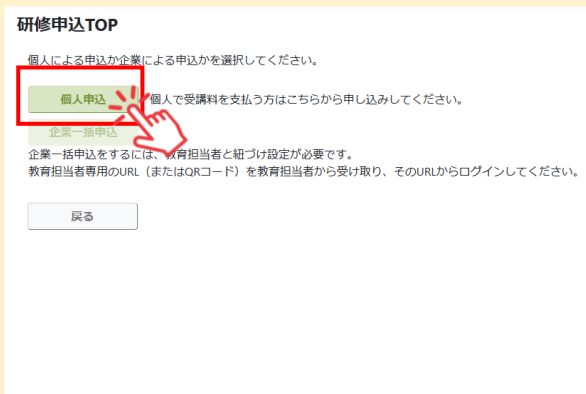 研修申込TOP
個人による申込か企業による申込かを選択してください。
個人申込 個人で受講料を支払う方はこちらから申し込みしてください。
企業一括申込
企業一括申込をするには、教育担当者と紐づけ設定が必要です。
教育担当者専用のURL（またはQRコード）を教育担当者から受け取り、そのURLからログインしてください。
戻る